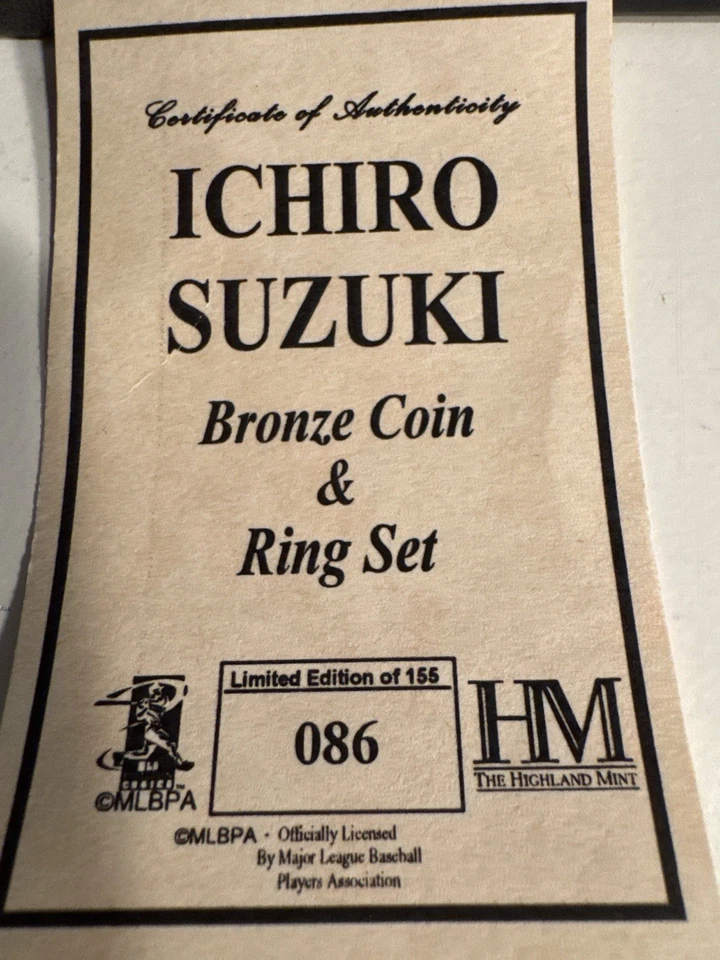 Certificate of Authenticity
ICHIRO
SUZUKI
Bronze Coin
&
Ring Set
Limited Edition of 155
086
©MLBPA
HM
THE HIGHLAND MINT
©MLBPA · Officially Licensed
By Major League Baseball
Players Association